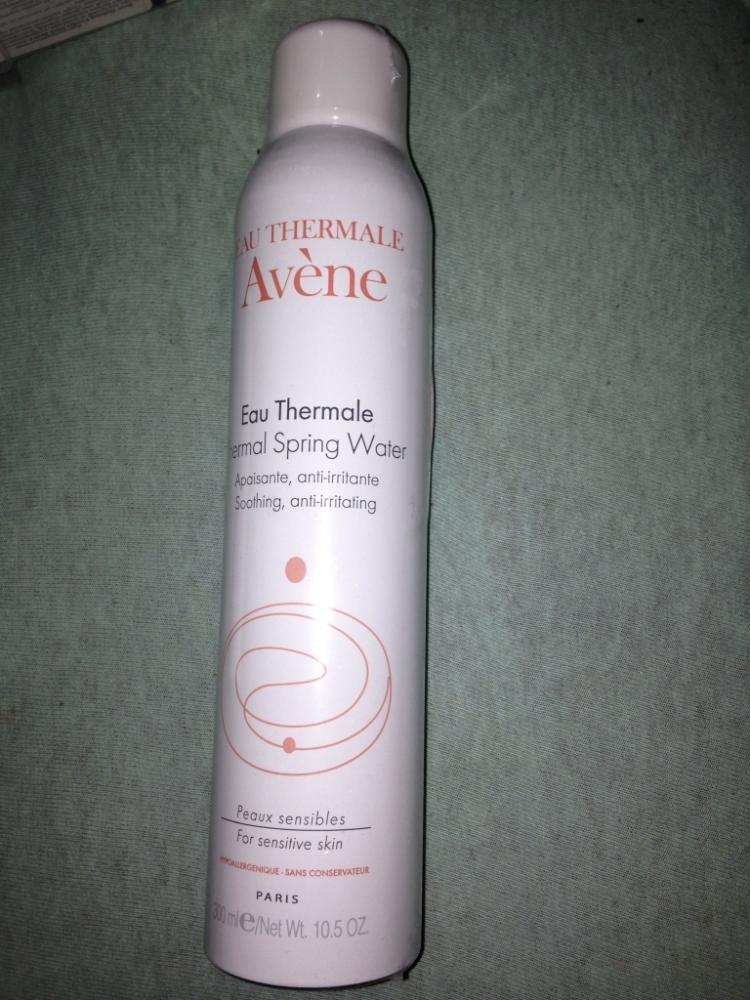 EAU THERMALE
Avène
Eau Thermale
Thermal Spring Water
Apaisante, anti-irritante
Soothing, anti-irritating
Peaux sensibles
For sensitive skin
HYPOALLERGENIQUE - SANS CONSERVATEUR
PARIS
300 ml e/Net Wt. 10.5 OZ.